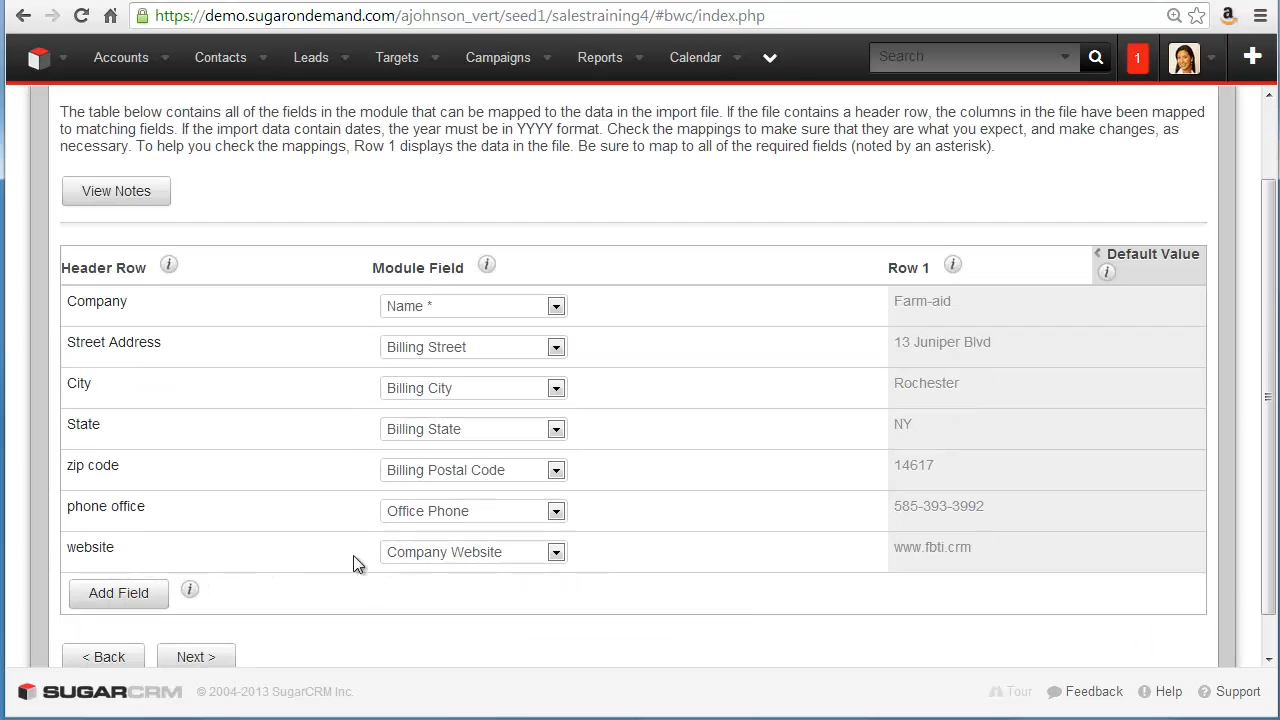 https://demo.sugarondemand.com/ajohnson_vert/seed1/salestraining4/#bwc/index.php
Accounts Contacts Leads Targets Campaigns Reports Calendar Search 1
The table below contains all of the fields in the module that can be mapped to the data in the import file. If the file contains a header row, the columns in the file have been mapped
to matching fields. If the import data contain dates, the year must be in YYYY format. Check the mappings to make sure that they are what you expect, and make changes, as
necessary. To help you check the mappings, Row 1 displays the data in the file. Be sure to map to all of the required fields (noted by an asterisk).
View Notes
Header Row i Module Field i Row 1 i Default Value i
Company Name * Farm-aid
Street Address Billing Street 13 Juniper Blvd
City Billing City Rochester
State Billing State NY
zip code Billing Postal Code 14617
phone office Office Phone 585-393-3992
website Company Website www.fbti.crm
Add Field i
< Back Next >
SUGARCRM © 2004-2013 SugarCRM Inc. Tour Feedback Help Support